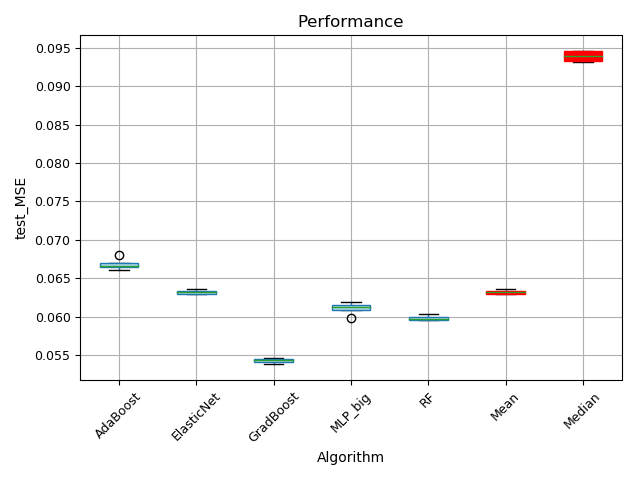 Performance
0.095
0.090
0.085
0.080
0.075
0.070
0.065
0.060
0.055
test_MSE
AdaBoost
ElasticNet
GradBoost
MLP_big
RF
Mean
Median
Algorithm